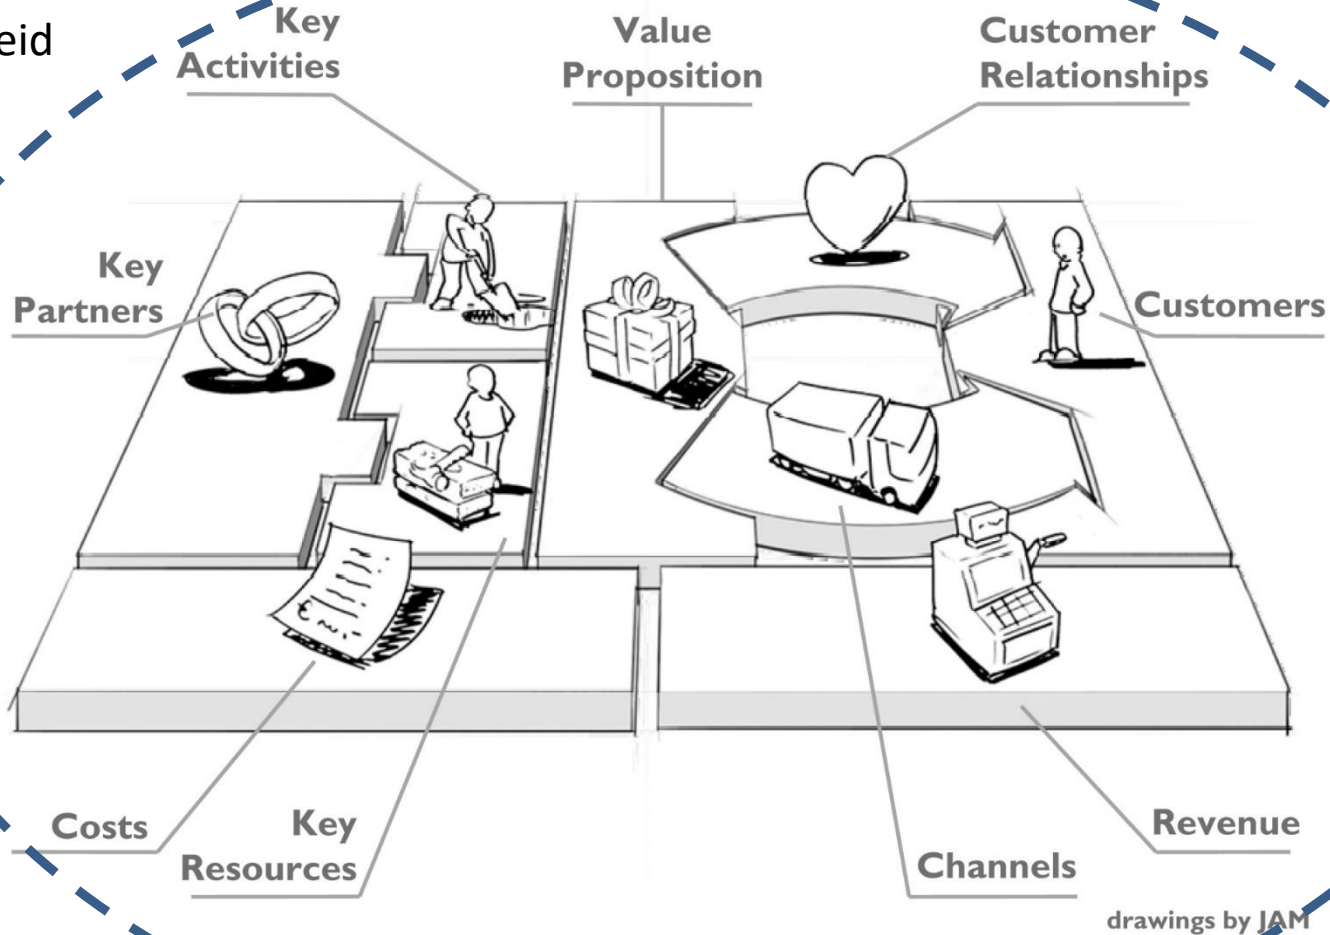 eid
Key
Activities
Value
Proposition
Customer
Relationships
Key
Partners
Customers
Costs
Key
Resources
Channels
Revenue
drawings by JAM